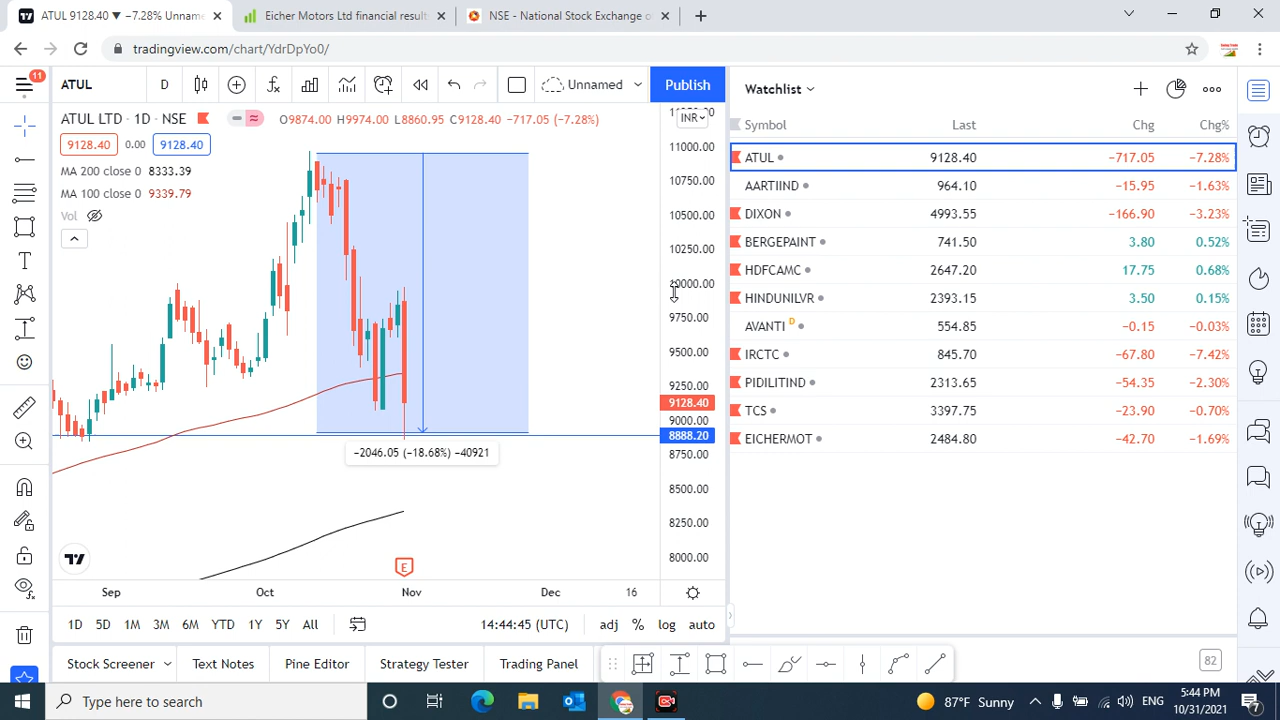 ATUL 9128.40 ▼ −7.28% Unname
Eicher Motors Ltd financial result
NSE - National Stock Exchange o
tradingview.com/chart/YdrDpYo0/
11
ATUL
D
Unnamed
Publish
ATUL LTD · 1D · NSE
O9874.00 H9974.00 L8860.95 C9128.40 −717.05 (−7.28%)
9128.40 0.00 9128.40
MA 200 close 0 8333.39
MA 100 close 0 9339.79
Vol
INR
11000.00
10750.00
10500.00
10250.00
10000.00
9750.00
9500.00
9250.00
9128.40
9000.00
8888.20
8750.00
8500.00
8250.00
8000.00
−2046.05 (−18.68%) −40921
E
Sep Oct Nov Dec 16
1D 5D 1M 3M 6M YTD 1Y 5Y All
14:44:45 (UTC)
adj % log auto
Stock Screener Text Notes Pine Editor Strategy Tester Trading Panel
Watchlist
Symbol Last Chg Chg%
ATUL 9128.40 −717.05 −7.28%
AARTIIND 964.10 −15.95 −1.63%
DIXON 4993.55 −166.90 −3.23%
BERGEPAINT 741.50 3.80 0.52%
HDFCAMC 2647.20 17.75 0.68%
HINDUNILVR 2393.15 3.50 0.15%
AVANTI D 554.85 −0.15 −0.03%
IRCTC 845.70 −67.80 −7.42%
PIDILITIND 2313.65 −54.35 −2.30%
TCS 3397.75 −23.90 −0.70%
EICHERMOT 2484.80 −42.70 −1.69%
82
Type here to search
87°F Sunny
ENG
5:44 PM
10/31/2021
7